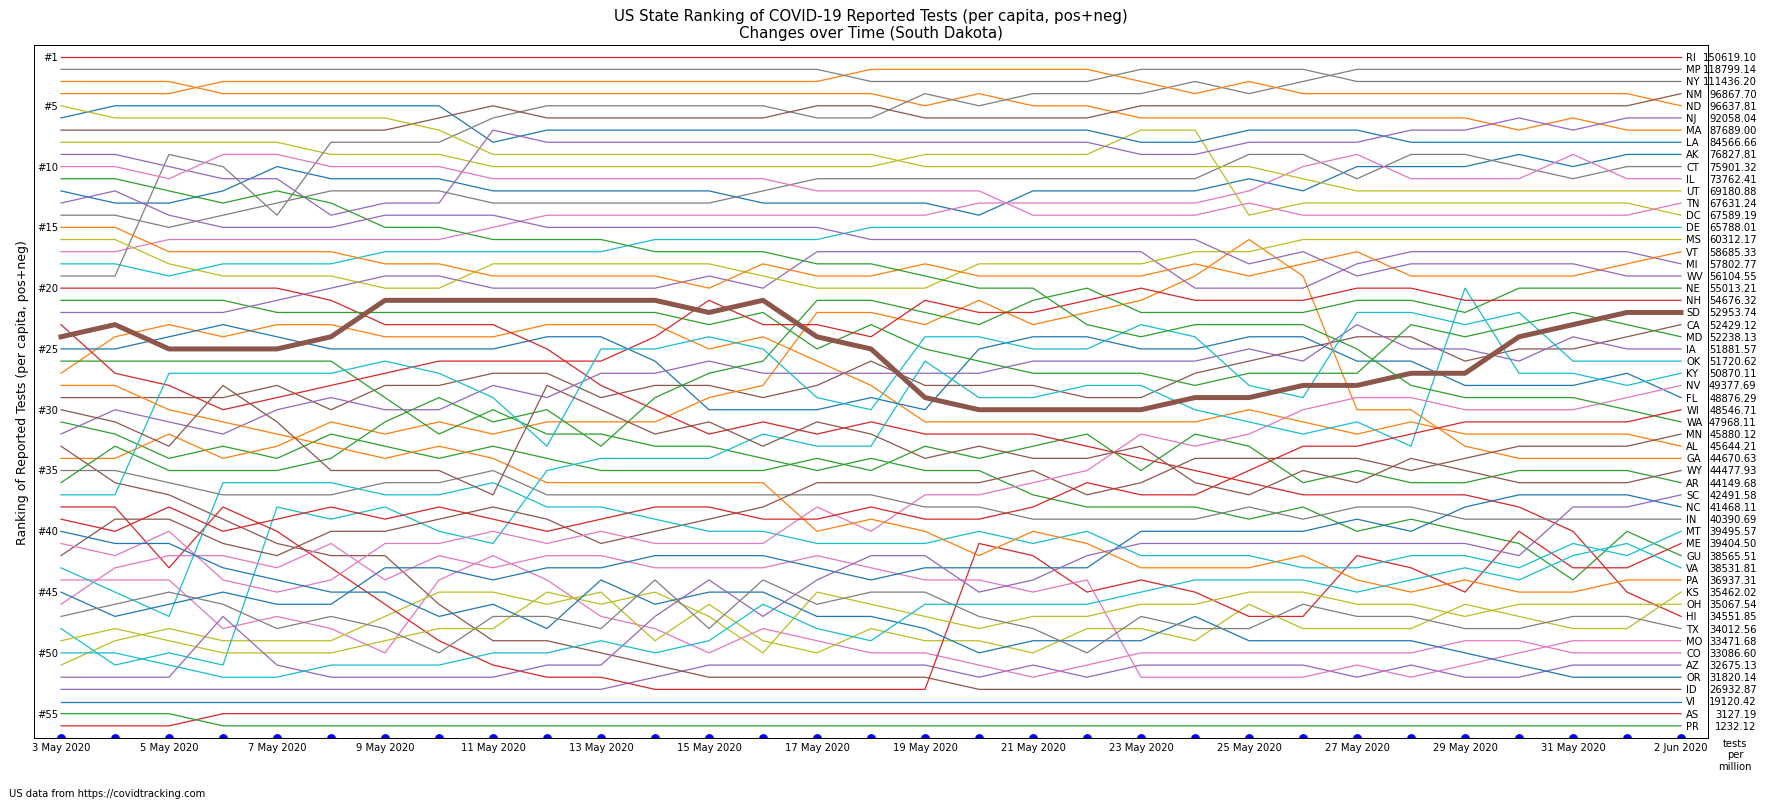 US State Ranking of COVID-19 Reported Tests (per capita, pos+neg)
Changes over Time (South Dakota)
Ranking of Reported Tests (per capita, pos+neg)
#1
#5
#10
#15
#20
#25
#30
#35
#40
#45
#50
#55
RI 150619.10
MP 118799.14
NY 111436.20
NM 96867.70
ND 96637.81
NJ 92058.04
MA 87689.00
LA 84566.66
AK 76827.81
CT 75901.32
IL 73762.41
UT 69180.88
TN 67631.24
DC 67589.19
DE 65788.01
MS 60312.17
VT 58685.33
MI 57802.77
WV 56104.55
NE 55013.21
NH 54676.32
SD 52953.74
CA 52429.12
MD 52238.13
IA 51881.57
OK 51720.62
KY 50870.11
NV 49377.69
FL 48876.29
WI 48546.71
WA 47968.11
MN 45880.12
AL 45644.21
GA 44670.63
WY 44477.93
AR 44149.68
SC 42491.58
NC 41468.11
IN 40390.69
MT 39495.57
ME 39404.50
GU 38565.51
VA 38531.81
PA 36937.31
KS 35462.02
OH 35067.54
HI 34551.85
TX 34012.56
MO 33471.68
CO 33086.60
AZ 32675.13
OR 31820.14
ID 26932.87
VI 19120.42
AS 3127.19
PR 1232.12
3 May 2020 5 May 2020 7 May 2020 9 May 2020 11 May 2020 13 May 2020 15 May 2020 17 May 2020 19 May 2020 21 May 2020 23 May 2020 25 May 2020 27 May 2020 29 May 2020 31 May 2020 2 Jun 2020
tests
per
million
US data from https://covidtracking.com